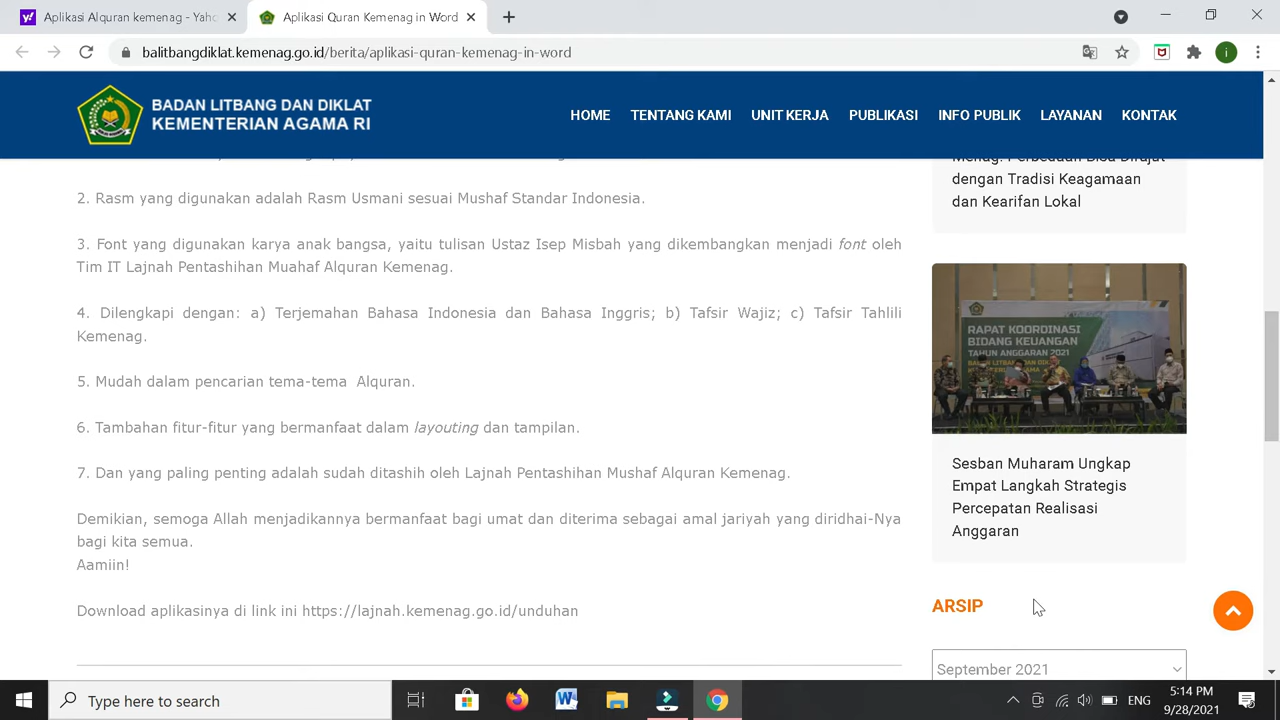 Aplikasi Alquran kemenag - Yaho
Aplikasi Quran Kemenag in Word
balitbangdiklat.kemenag.go.id/berita/aplikasi-quran-kemenag-in-word
i
BADAN LITBANG DAN DIKLAT
KEMENTERIAN AGAMA RI
HOME TENTANG KAMI UNIT KERJA PUBLIKASI INFO PUBLIK LAYANAN KONTAK
2. Rasm yang digunakan adalah Rasm Usmani sesuai Mushaf Standar Indonesia.
3. Font yang digunakan karya anak bangsa, yaitu tulisan Ustaz Isep Misbah yang dikembangkan menjadi font oleh
Tim IT Lajnah Pentashihan Muahaf Alquran Kemenag.
4. Dilengkapi dengan: a) Terjemahan Bahasa Indonesia dan Bahasa Inggris; b) Tafsir Wajiz; c) Tafsir Tahlili
Kemenag.
5. Mudah dalam pencarian tema-tema Alquran.
6. Tambahan fitur-fitur yang bermanfaat dalam layouting dan tampilan.
7. Dan yang paling penting adalah sudah ditashih oleh Lajnah Pentashihan Mushaf Alquran Kemenag.
Demikian, semoga Allah menjadikannya bermanfaat bagi umat dan diterima sebagai amal jariyah yang diridhai-Nya
bagi kita semua.
Aamiin!
Download aplikasinya di link ini https://lajnah.kemenag.go.id/unduhan
Menag: Perbedaan Bisa Dirajut
dengan Tradisi Keagamaan
dan Kearifan Lokal
RAPAT KOORDINASI
BIDANG KEUANGAN
TAHUN ANGGARAN 2021
Sesban Muharam Ungkap
Empat Langkah Strategis
Percepatan Realisasi
Anggaran
ARSIP
September 2021
Type here to search
ENG
5:14 PM
9/28/2021